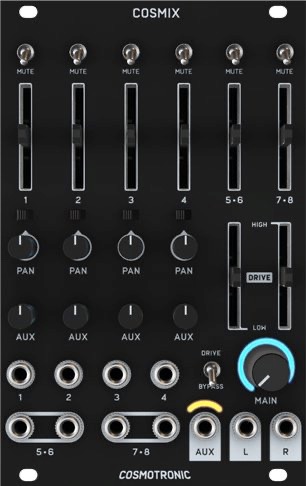 COSMIX
MUTE MUTE MUTE MUTE MUTE MUTE
1 2 3 4 5•6 7•8
HIGH
PAN PAN PAN PAN
DRIVE
LOW
AUX AUX AUX AUX
DRIVE
BYPASS
MAIN
1 2 3 4
5•6 7•8 AUX L R
COSMOTRONIC